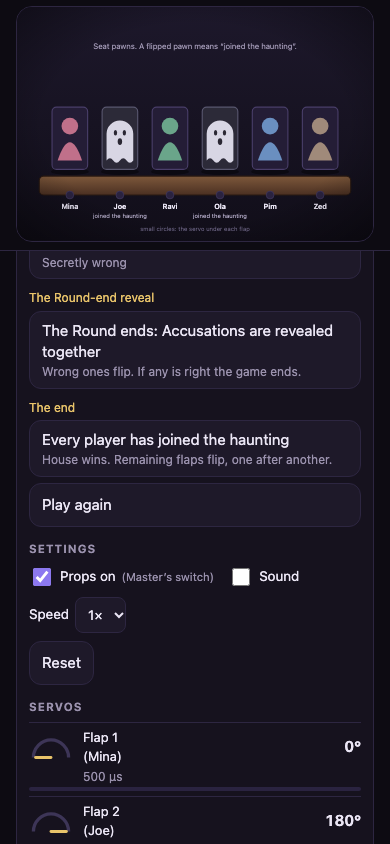 Seat pawns. A flipped pawn means “joined the haunting”.
Mina Joe Ravi Ola Pim Zed
joined the haunting joined the haunting
small circles: the servo under each flap
Secretly wrong
The Round-end reveal
The Round ends: Accusations are revealed
together
Wrong ones flip. If any is right the game ends.
The end
Every player has joined the haunting
House wins. Remaining flaps flip, one after another.
Play again
SETTINGS
Props on (Master’s switch) Sound
Speed 1×
Reset
SERVOS
Flap 1
(Mina)
0°
500 µs
Flap 2
(Joe)
180°